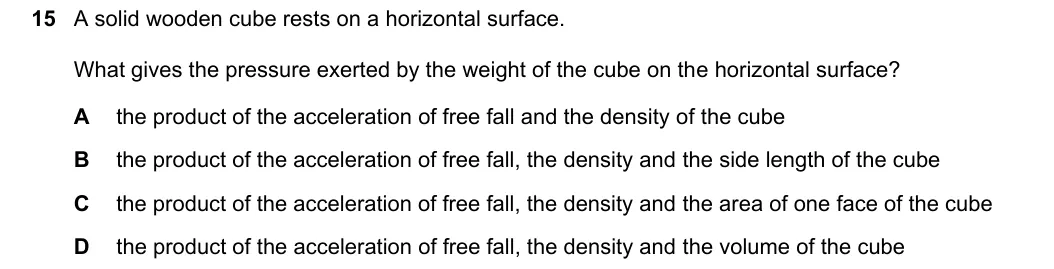 15 A solid wooden cube rests on a horizontal surface.
What gives the pressure exerted by the weight of the cube on the horizontal surface?
A the product of the acceleration of free fall and the density of the cube
B the product of the acceleration of free fall, the density and the side length of the cube
C the product of the acceleration of free fall, the density and the area of one face of the cube
D the product of the acceleration of free fall, the density and the volume of the cube